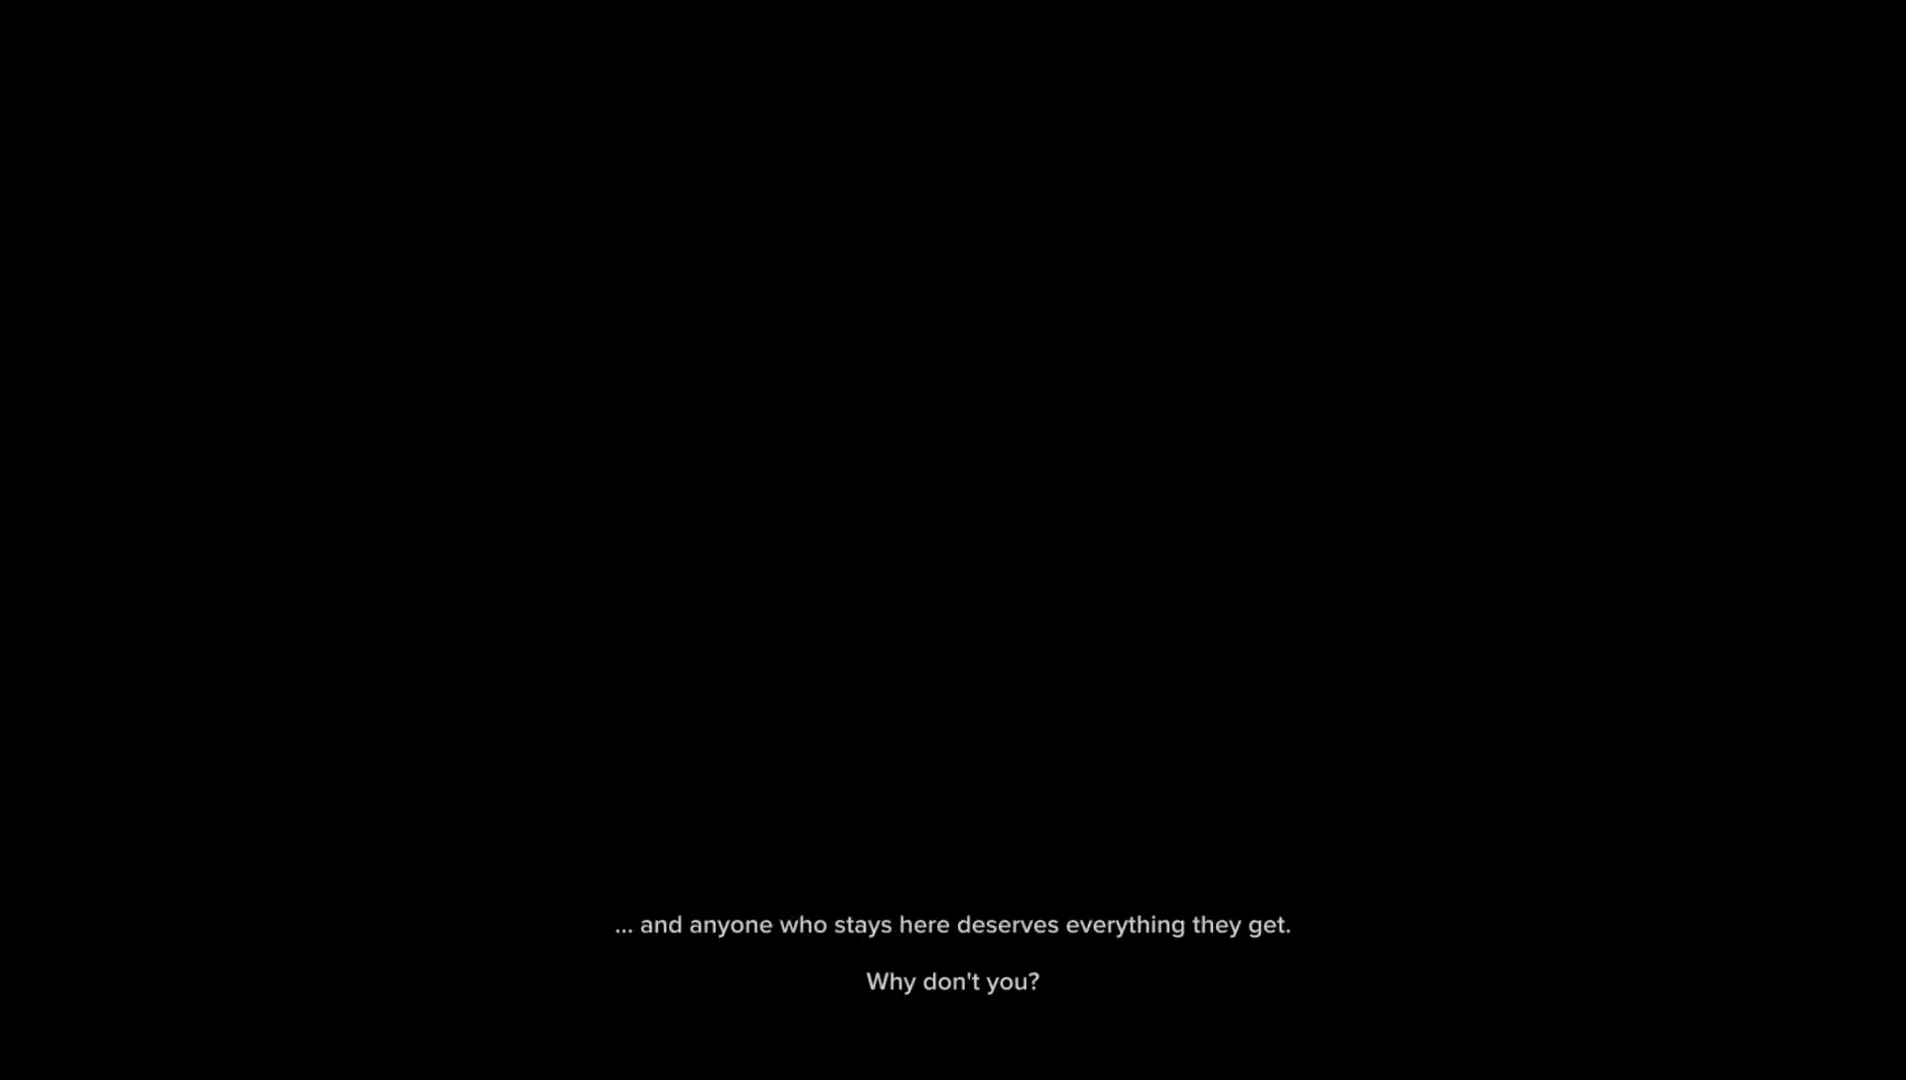 ... and anyone who stays here deserves everything they get.
Why don't you?